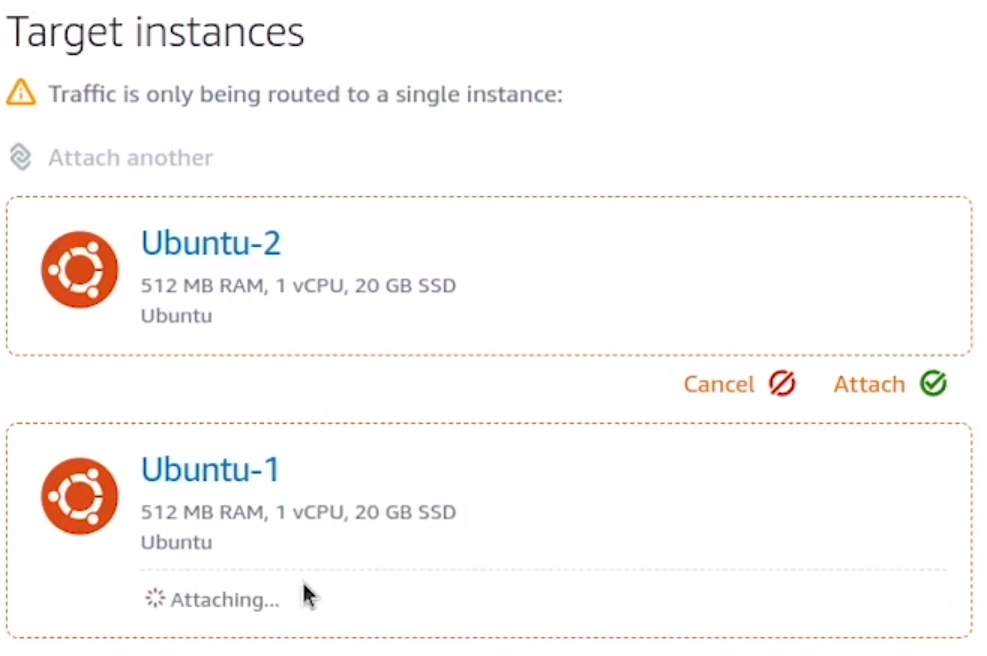 Target instances
Traffic is only being routed to a single instance:
Attach another
Ubuntu-2
512 MB RAM, 1 vCPU, 20 GB SSD
Ubuntu
Cancel Attach
Ubuntu-1
512 MB RAM, 1 vCPU, 20 GB SSD
Ubuntu
Attaching...